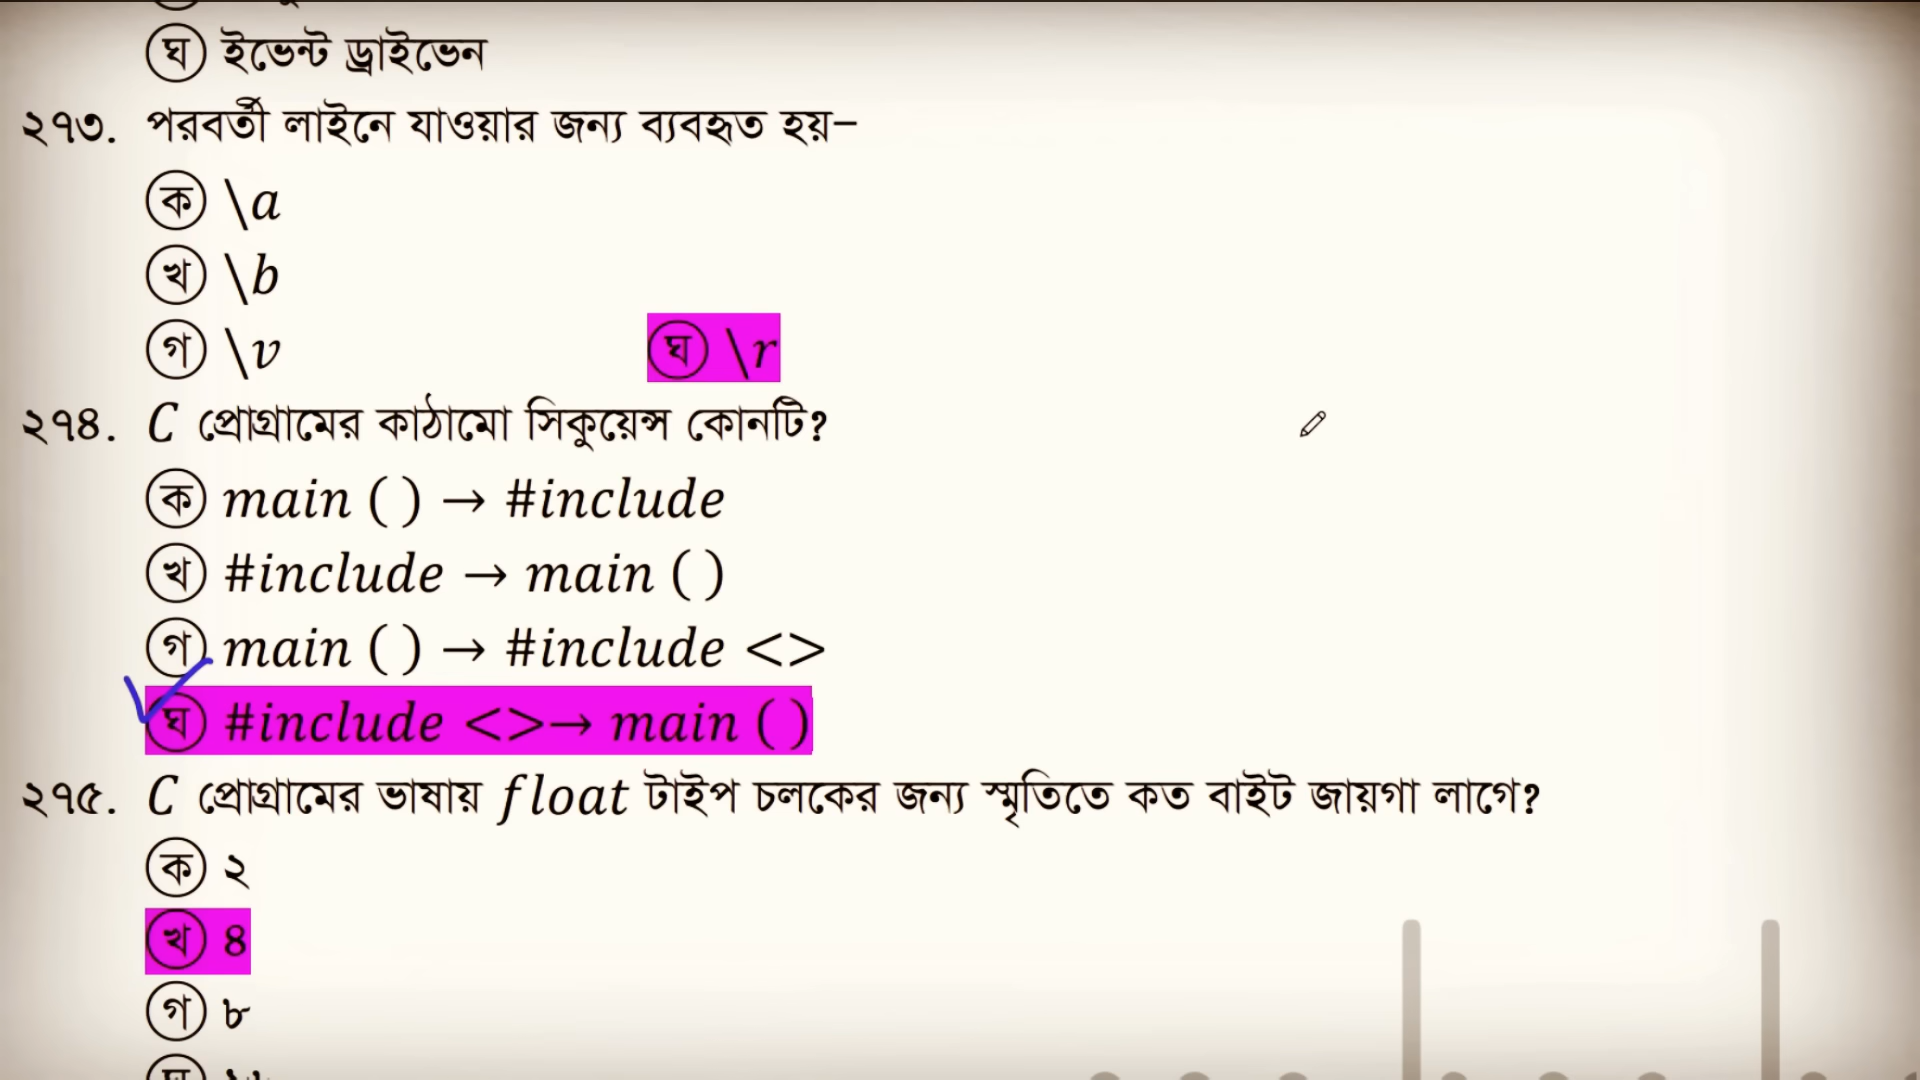 ঘ ইভেন্ট ড্রাইভেন
২৭৩. পরবর্তী লাইনে যাওয়ার জন্য ব্যবহৃত হয়–
ক \a
খ \b
গ \v ঘ \r
২৭৪. C প্রোগ্রামের কাঠামো সিকুয়েন্স কোনটি?
ক main ( ) → #include
খ #include → main ( )
গ main ( ) → #include <>
ঘ #include <>→ main ( )
২৭৫. C প্রোগ্রামের ভাষায় float টাইপ চলকের জন্য স্মৃতিতে কত বাইট জায়গা লাগে?
ক ২
খ ৪
গ ৮